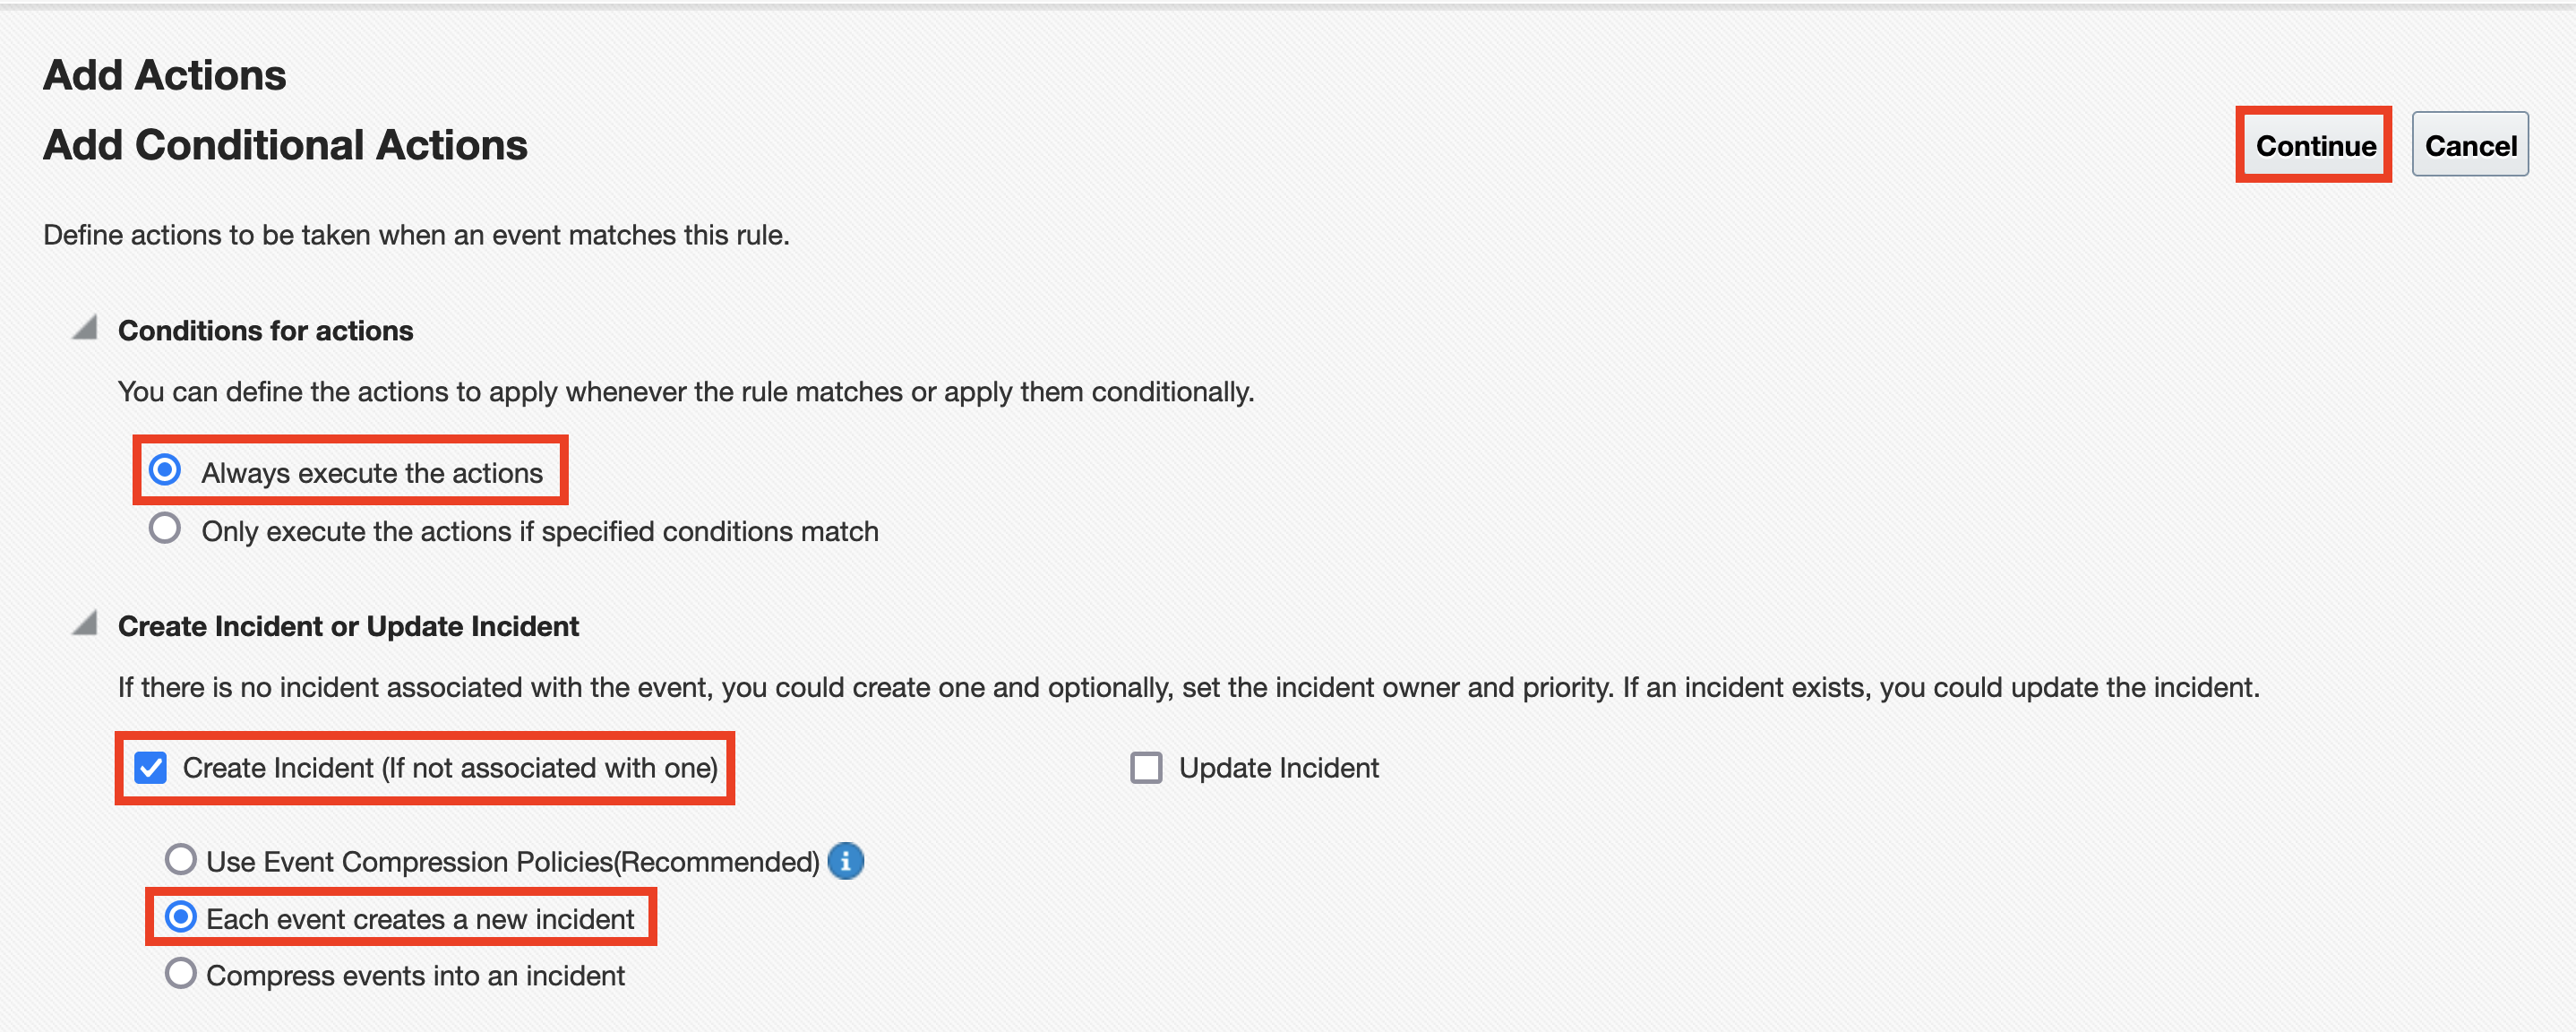 Add Actions
Add Conditional Actions
Continue
Cancel
Define actions to be taken when an event matches this rule.
Conditions for actions
You can define the actions to apply whenever the rule matches or apply them conditionally.
Always execute the actions
Only execute the actions if specified conditions match
Create Incident or Update Incident
If there is no incident associated with the event, you could create one and optionally, set the incident owner and priority. If an incident exists, you could update the incident.
Create Incident (If not associated with one)
Update Incident
Use Event Compression Policies(Recommended)
Each event creates a new incident
Compress events into an incident